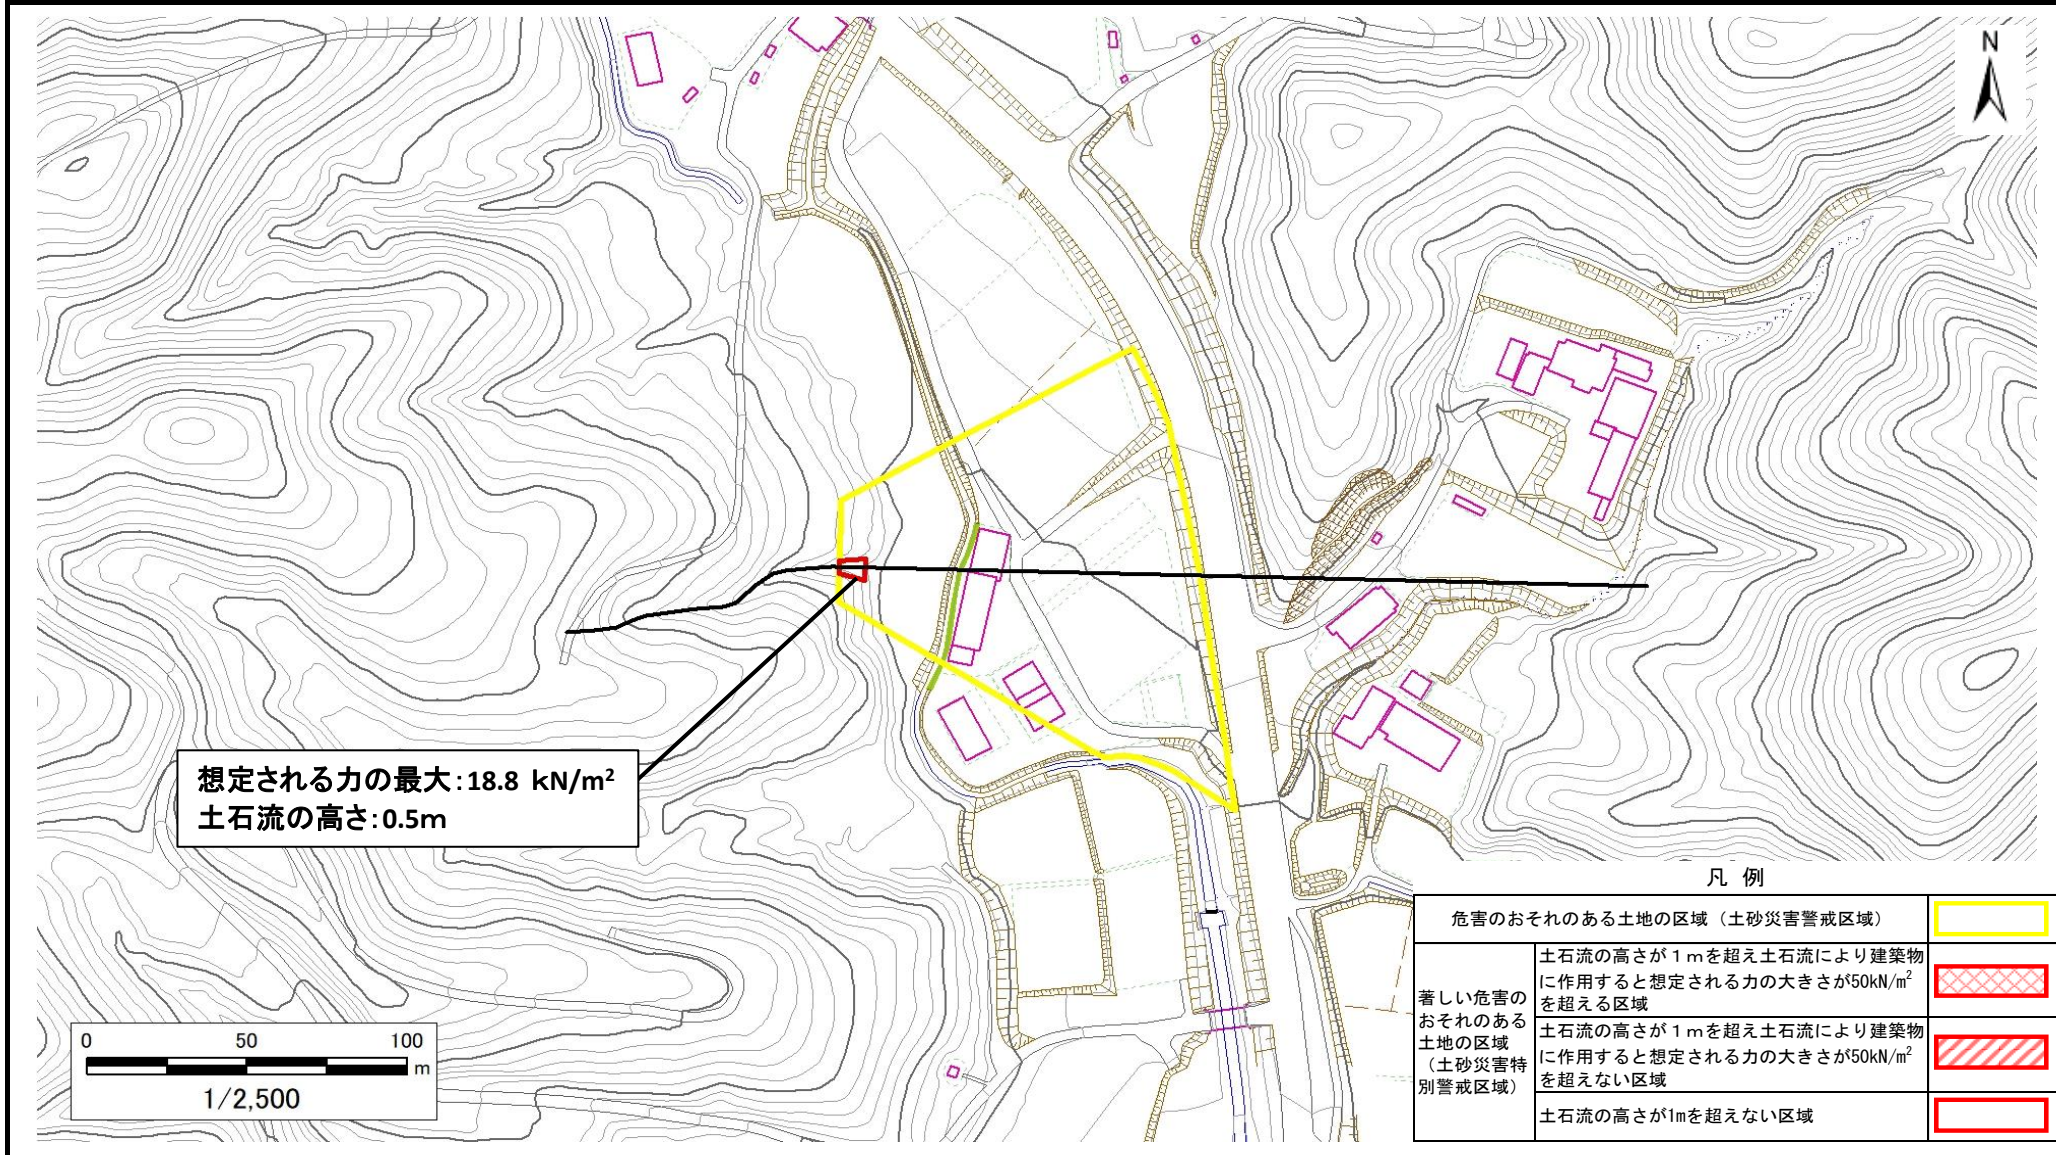 N
想定される力の最大:18.8 kN/m²
土石流の高さ:0.5m
0 50 100
m
1/2,500
凡 例
危害のおそれのある土地の区域（土砂災害警戒区域）
著しい危害の
おそれのある
土地の区域
（土砂災害特
別警戒区域）
土石流の高さが１ｍを超え土石流により建築物
に作用すると想定される力の大きさが50kN/m²
を超える区域
土石流の高さが１ｍを超え土石流により建築物
に作用すると想定される力の大きさが50kN/m²
を超えない区域
土石流の高さが1mを超えない区域